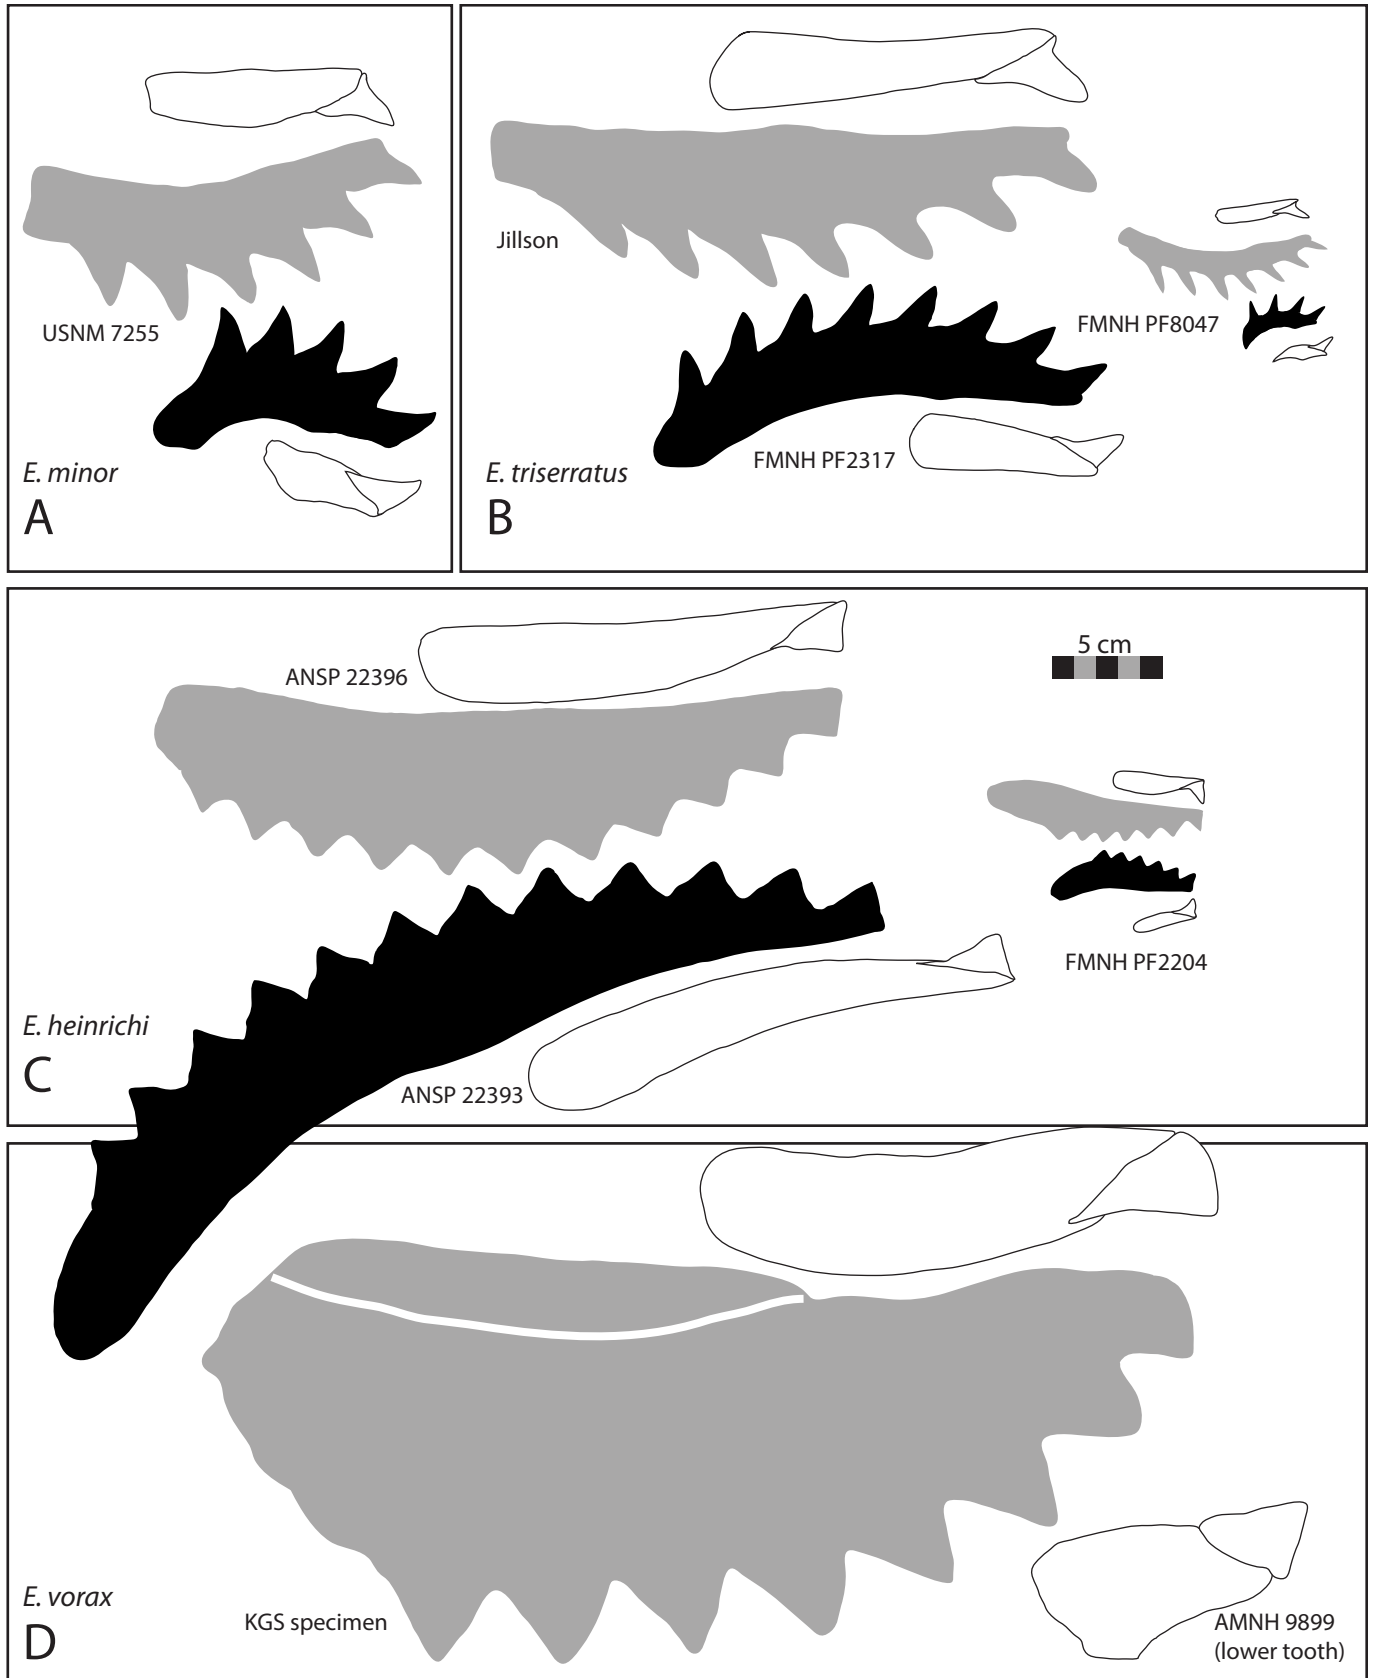 USNM 7255
E. minor
A
Jillson
FMNH PF8047
FMNH PF2317
E. triserratus
B
ANSP 22396
5 cm
FMNH PF2204
E. heinrichi
C
ANSP 22393
E. vorax
D
KGS specimen
AMNH 9899
(lower tooth)